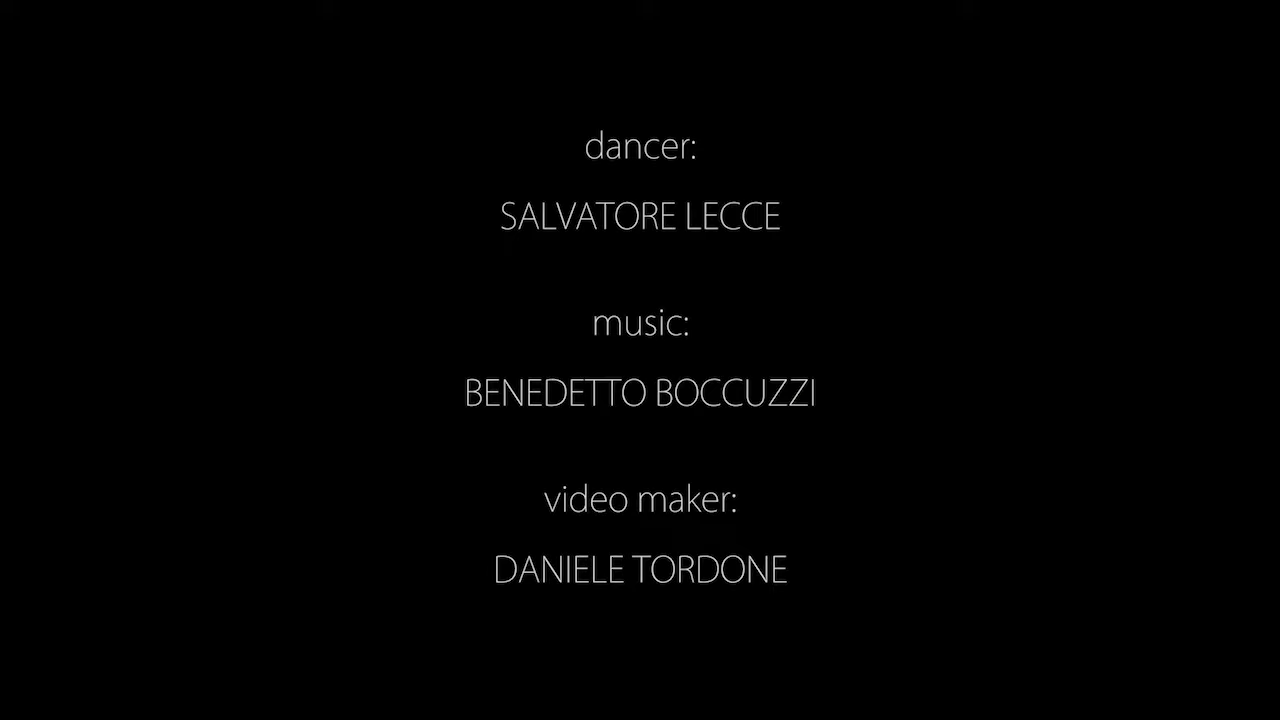 dancer:
SALVATORE LECCE
music:
BENEDETTO BOCCUZZI
video maker:
DANIELE TORDONE